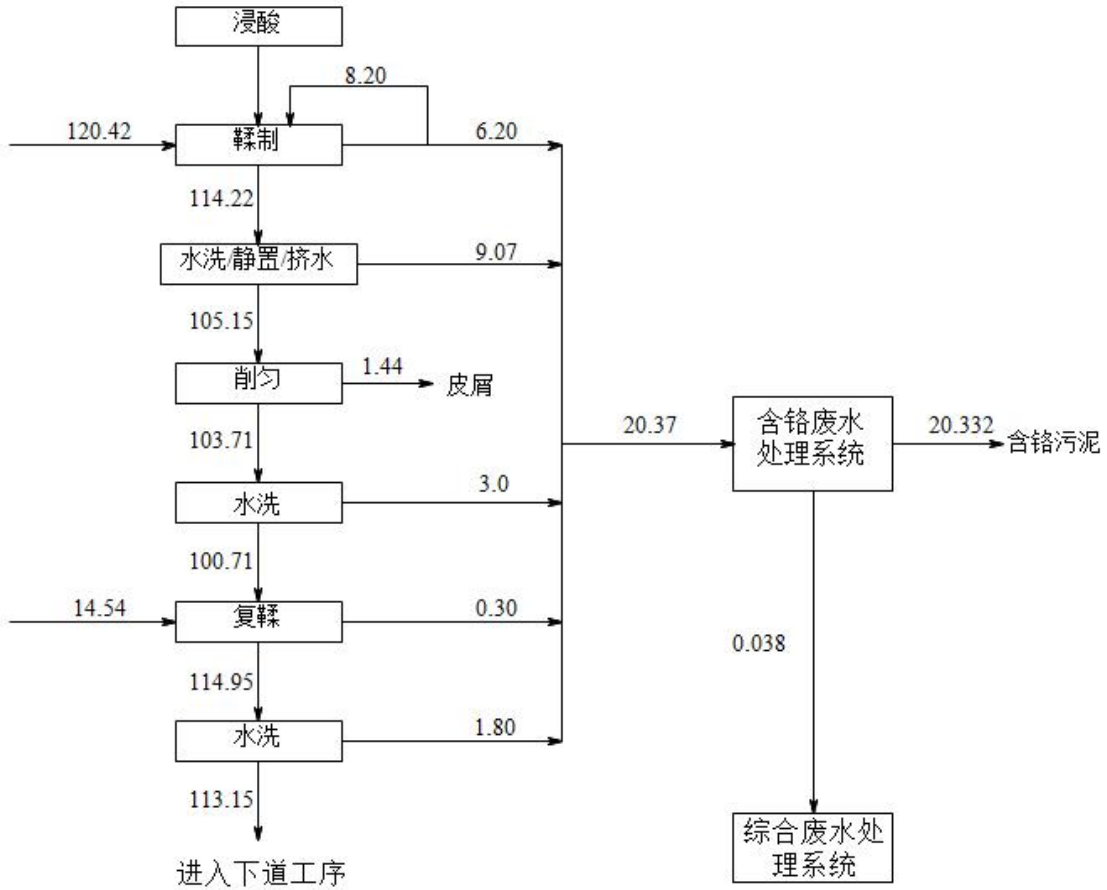 浸酸
8.20
120.42
鞣制
6.20
114.22
水洗/静置/挤水
9.07
105.15
削匀
1.44
皮屑
103.71
20.37
含铬废水
处理系统
20.332
含铬污泥
水洗
3.0
100.71
14.54
复鞣
0.30
0.038
114.95
水洗
1.80
113.15
综合废水处
理系统
进入下道工序